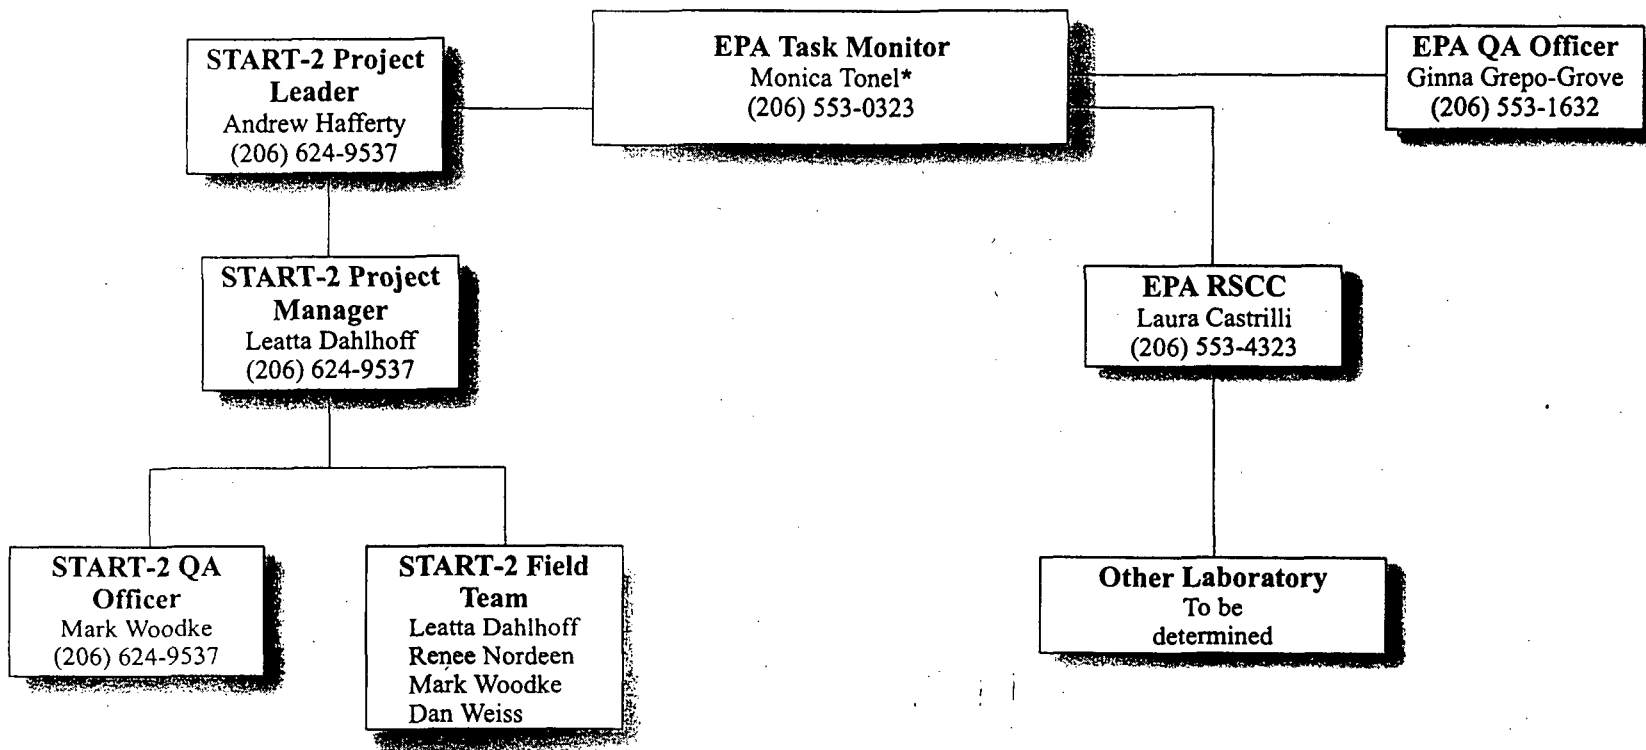 START-2 Project
Leader
Andrew Hafferty
(206) 624-9537
EPA Task Monitor
Monica Tonel*
(206) 553-0323
EPA QA Officer
Ginna Grepo-Grove
(206) 553-1632
START-2 Project
Manager
Leatta Dahlhoff
(206) 624-9537
EPA RSCC
Laura Castrilli
(206) 553-4323
START-2 QA
Officer
Mark Woodke
(206) 624-9537
START-2 Field
Team
Leatta Dahlhoff
Renee Nordeen
Mark Woodke
Dan Weiss
Other Laboratory
To be
determined